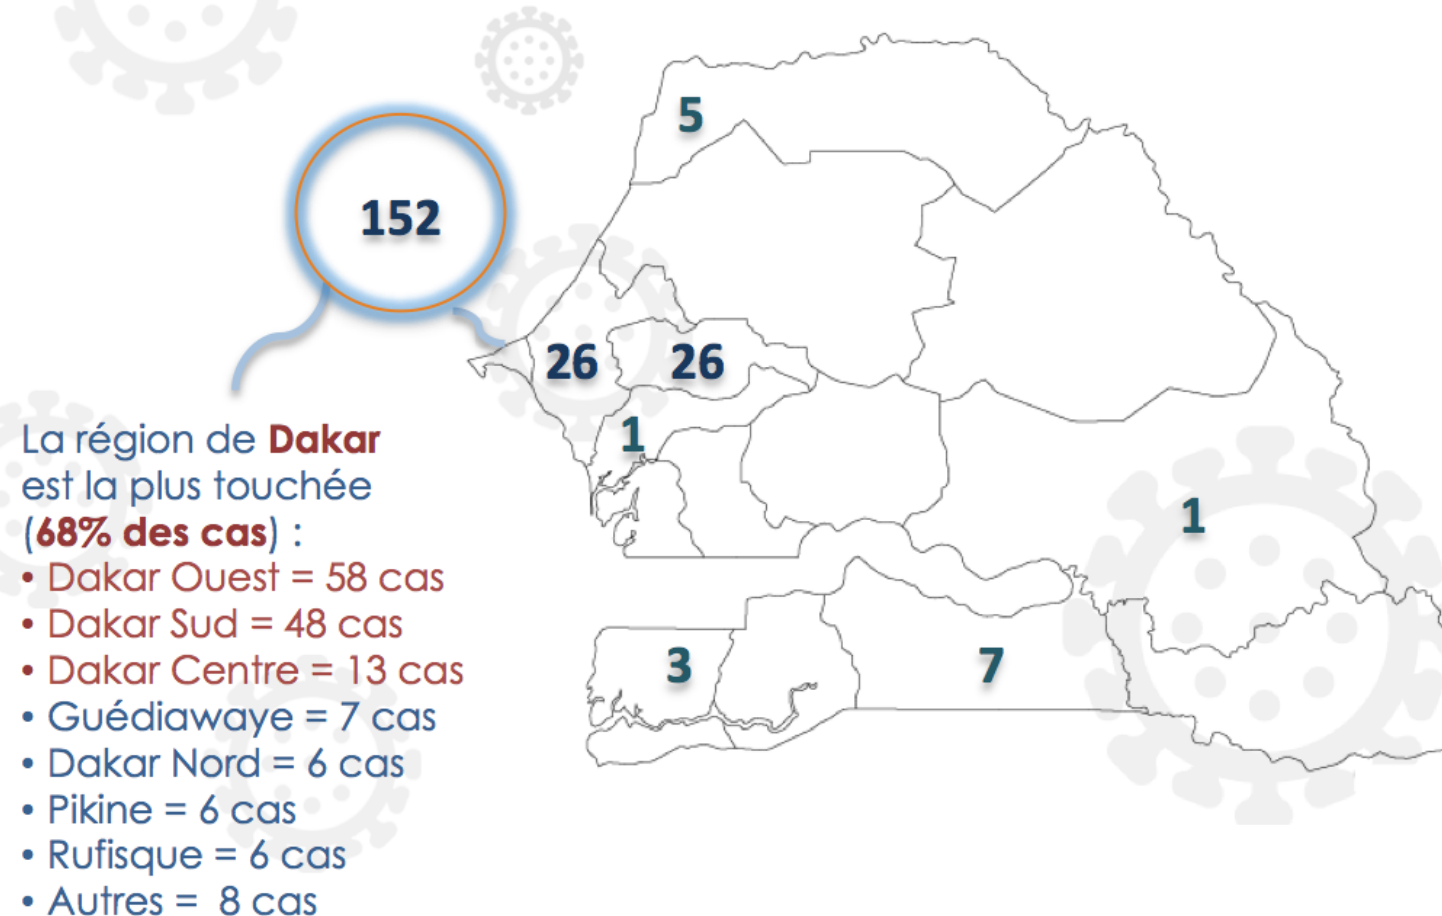 5
152
26
26
1
1
3
7
La région de Dakar
est la plus touchée
(68% des cas) :
• Dakar Ouest = 58 cas
• Dakar Sud = 48 cas
• Dakar Centre = 13 cas
• Guédiawaye = 7 cas
• Dakar Nord = 6 cas
• Pikine = 6 cas
• Rufisque = 6 cas
• Autres =  8 cas